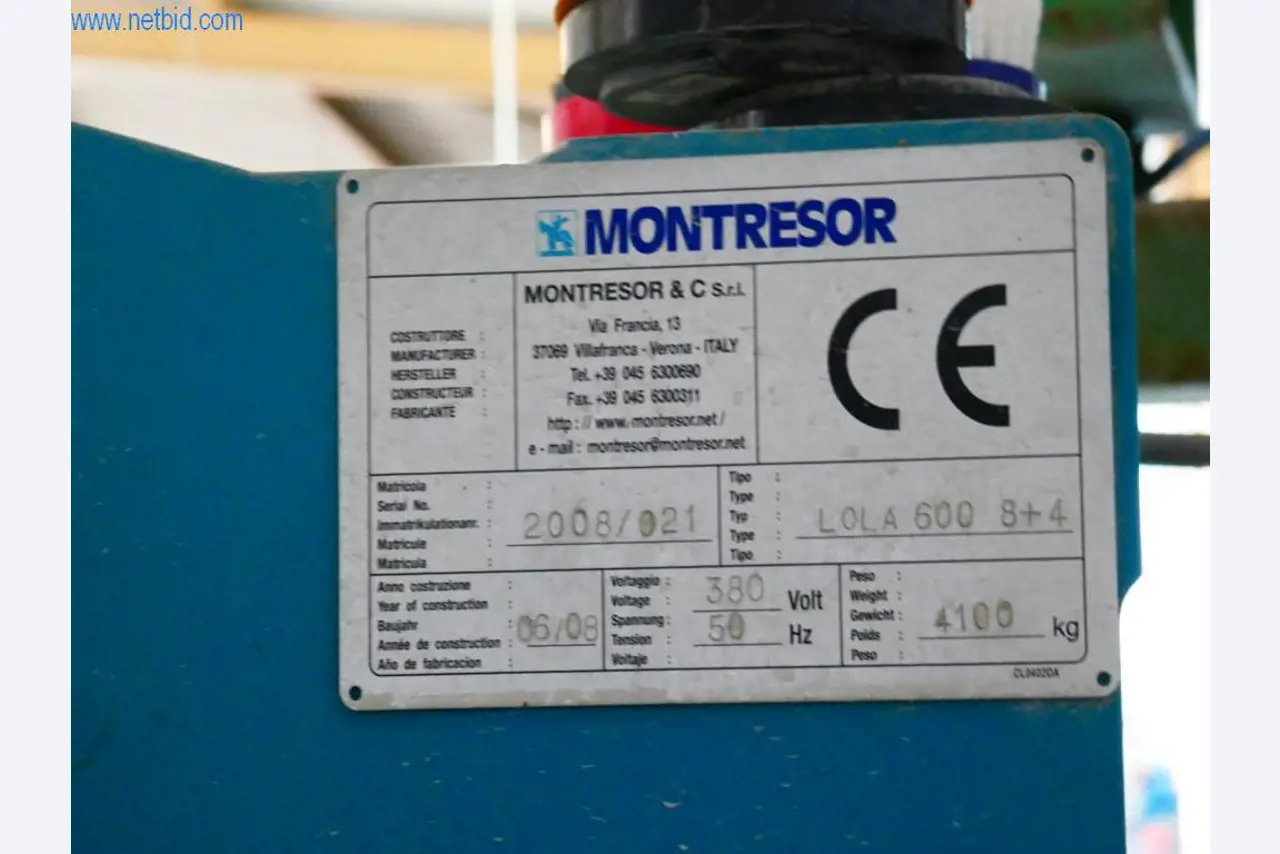 www.netbid.com
MONTRESOR
COSTRUTTORE :
MANUFACTURER :
HERSTELLER :
CONSTRUCTEUR :
FABRICANTE :
MONTRESOR & C S.r.l.
Via Francia, 13
37069 Villafranca - Verona - ITALY
Tel. +39 045 6300690
Fax. +39 045 6300311
http : // www.montresor.net /
e - mail : montresor@montresor.net
CE
Matricola :
Serial No. :
Immatrikulationanr. :
Matricule :
Matricula :
2008/021
Tipo :
Type :
Typ :
Type :
Tipo :
LOLA 600 8+4
Anno costruzione :
Year of construction :
Baujahr :
Année de construction :
Año de fabricacion :
06/08
Voltaggio :
Voltage :
Spannung :
Tension :
Voltaje :
380 Volt
50 Hz
Peso :
Weight :
Gewicht :
Poids :
Peso :
4100 kg
CL0402DA